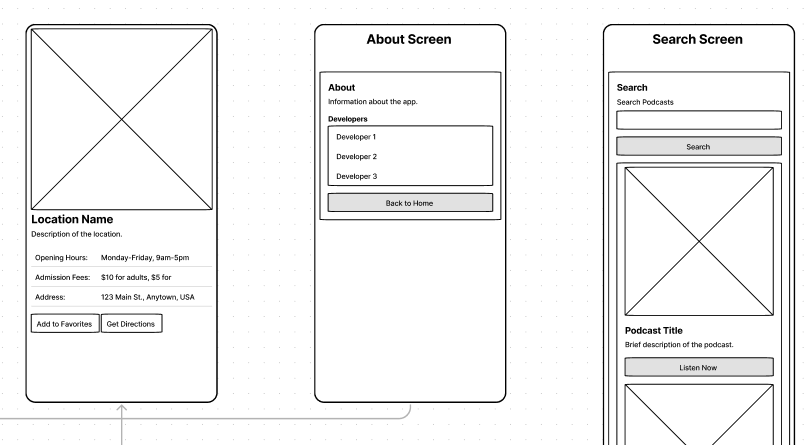 Location Name
Description of the location.
Opening Hours: Monday-Friday, 9am-5pm
Admission Fees: $10 for adults, $5 for
Address: 123 Main St., Anytown, USA
Add to Favorites Get Directions
About Screen
About
Information about the app.
Developers
Developer 1
Developer 2
Developer 3
Back to Home
Search Screen
Search
Search Podcasts
Search
Podcast Title
Brief description of the podcast.
Listen Now